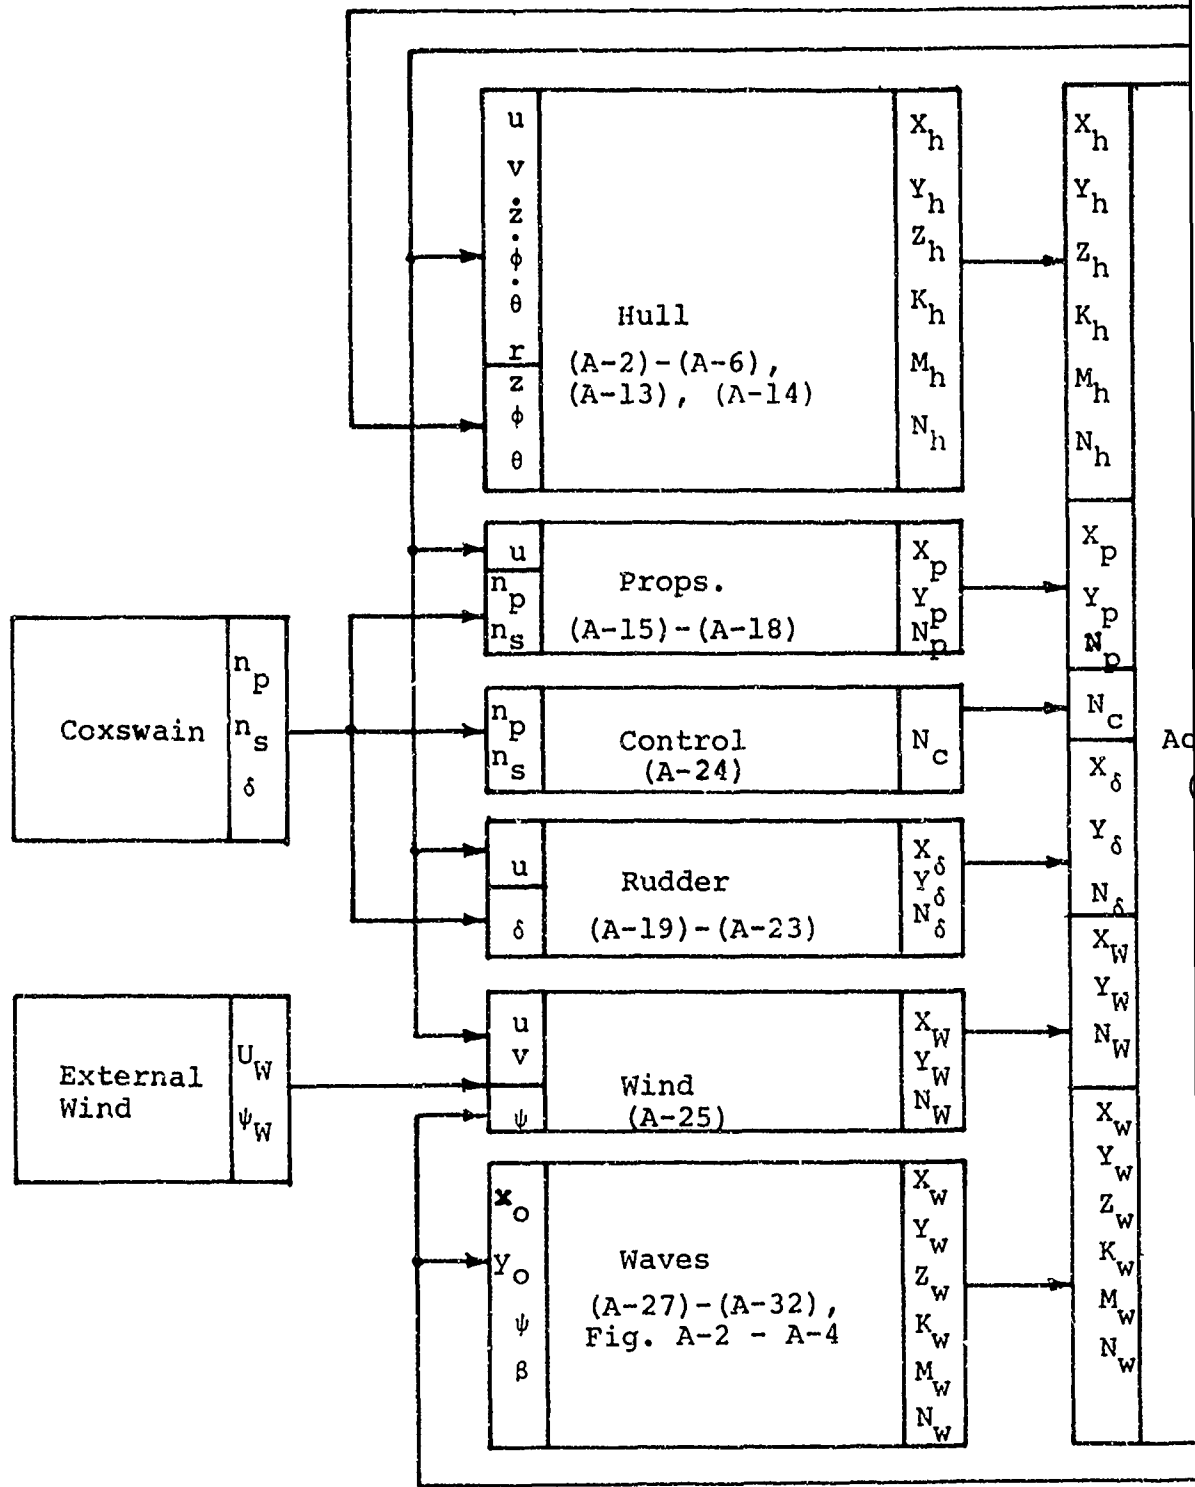 Coxswain
n_p
n_s
δ
External
Wind
U_W
ψ_W
u
v
ż
φ̇
θ̇
r
z
φ
θ
Hull
(A-2)-(A-6),
(A-13), (A-14)
X_h
Y_h
Z_h
K_h
M_h
N_h
u
n_p
n_s
Props.
(A-15)-(A-18)
X_p
Y_p
N_p
n_p
n_s
Control
(A-24)
N_c
u
δ
Rudder
(A-19)-(A-23)
X_δ
Y_δ
N_δ
u
v
ψ
Wind
(A-25)
X_W
Y_W
N_W
x_o
y_o
ψ
β
Waves
(A-27)-(A-32),
Fig. A-2 - A-4
X_w
Y_w
Z_w
K_w
M_w
N_w
X_h
Y_h
Z_h
K_h
M_h
N_h
X_p
Y_p
N_p
N_c
X_δ
Y_δ
N_δ
X_W
Y_W
N_W
X_w
Y_w
Z_w
K_w
M_w
N_w